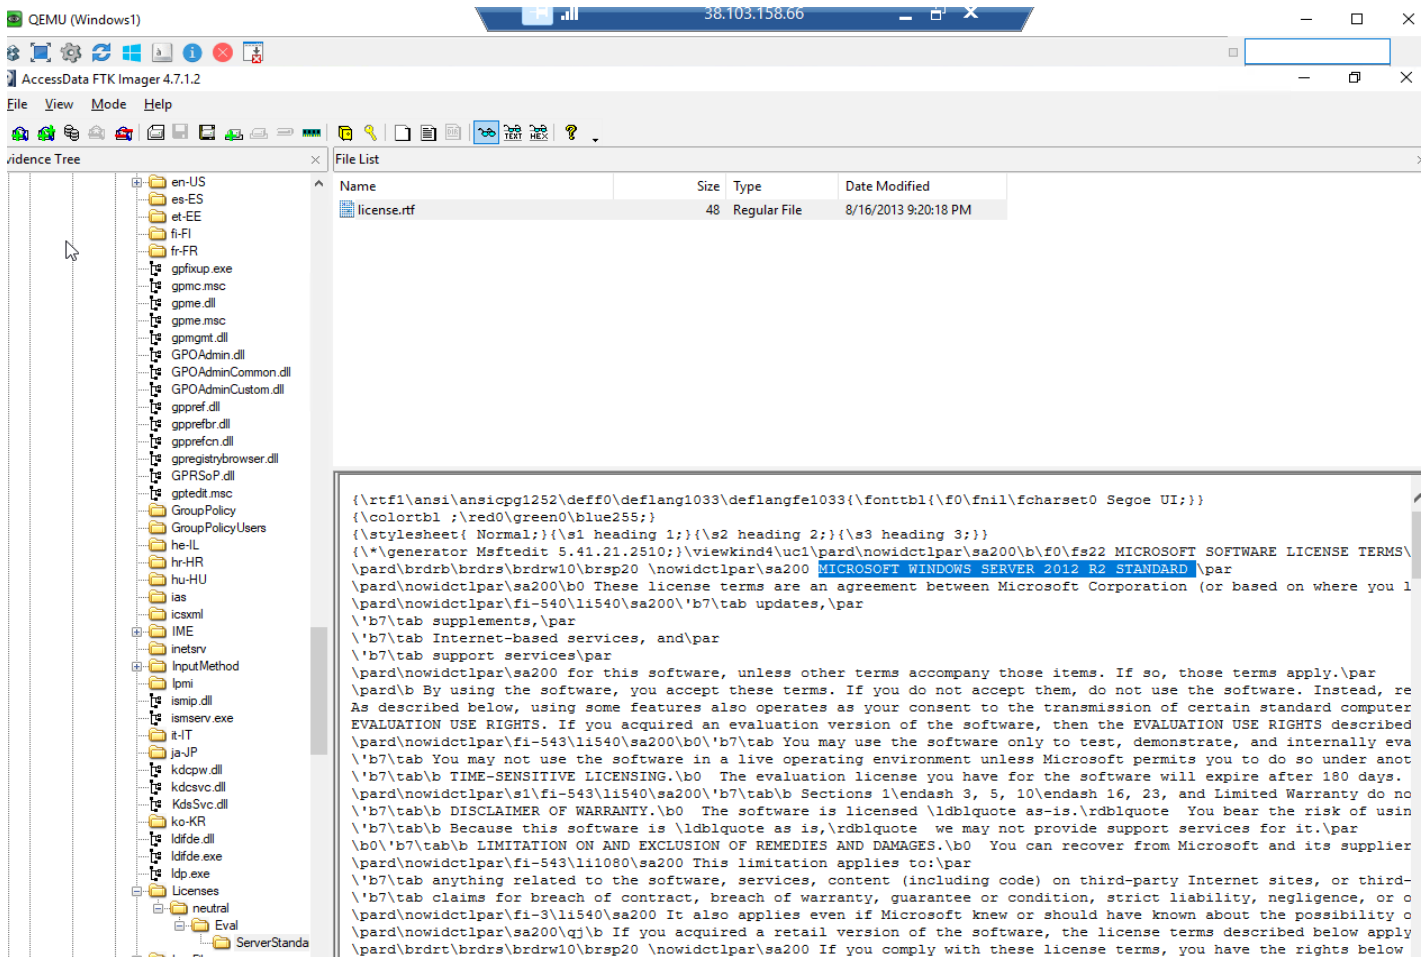 QEMU (Windows1)
38.103.158.66
AccessData FTK Imager 4.7.1.2
File View Mode Help
TEXT
HEX
vidence Tree
File List
en-US
es-ES
et-EE
fi-FI
fr-FR
gpfixup.exe
gpmc.msc
gpme.dll
gpme.msc
gpmgmt.dll
GPOAdmin.dll
GPOAdminCommon.dll
GPOAdminCustom.dll
gppref.dll
gpprefbr.dll
gpprefcn.dll
gpregistrybrowser.dll
GPRSoP.dll
gptedit.msc
GroupPolicy
GroupPolicyUsers
he-IL
hr-HR
hu-HU
ias
icsxml
IME
inetsrv
InputMethod
Ipmi
ismip.dll
ismserv.exe
it-IT
ja-JP
kdcpw.dll
kdcsvc.dll
KdsSvc.dll
ko-KR
ldifde.dll
ldifde.exe
ldp.exe
Licenses
neutral
Eval
ServerStanda
Name Size Type Date Modified
license.rtf 48 Regular File 8/16/2013 9:20:18 PM
{\rtf1\ansi\ansicpg1252\deff0\deflang1033\deflangfe1033{\fonttbl{\f0\fnil\fcharset0 Segoe UI;}}
{\colortbl ;\red0\green0\blue255;}
{\stylesheet{ Normal;}{\s1 heading 1;}{\s2 heading 2;}{\s3 heading 3;}}
{\*\generator Msftedit 5.41.21.2510;}\viewkind4\uc1\pard\nowidctlpar\sa200\b\f0\fs22 MICROSOFT SOFTWARE LICENSE TERMS\
\pard\brdrb\brdrs\brdrw10\brsp20 \nowidctlpar\sa200 MICROSOFT WINDOWS SERVER 2012 R2 STANDARD \par
\pard\nowidctlpar\sa200\b0 These license terms are an agreement between Microsoft Corporation (or based on where you l
\pard\nowidctlpar\fi-540\li540\sa200\'b7\tab updates,\par
\'b7\tab supplements,\par
\'b7\tab Internet-based services, and\par
\'b7\tab support services\par
\pard\nowidctlpar\sa200 for this software, unless other terms accompany those items. If so, those terms apply.\par
\pard\b By using the software, you accept these terms. If you do not accept them, do not use the software. Instead, re
As described below, using some features also operates as your consent to the transmission of certain standard computer
EVALUATION USE RIGHTS. If you acquired an evaluation version of the software, then the EVALUATION USE RIGHTS described
\pard\nowidctlpar\fi-543\li540\sa200\b0\'b7\tab You may use the software only to test, demonstrate, and internally eva
\'b7\tab You may not use the software in a live operating environment unless Microsoft permits you to do so under anot
\'b7\tab\b TIME-SENSITIVE LICENSING.\b0  The evaluation license you have for the software will expire after 180 days.
\pard\nowidctlpar\s1\fi-543\li540\sa200\'b7\tab\b Sections 1\endash 3, 5, 10\endash 16, 23, and Limited Warranty do no
\'b7\tab\b DISCLAIMER OF WARRANTY.\b0  The software is licensed \ldblquote as-is.\rdblquote  You bear the risk of usin
\'b7\tab\b Because this software is \ldblquote as is,\rdblquote  we may not provide support services for it.\par
\b0\'b7\tab\b LIMITATION ON AND EXCLUSION OF REMEDIES AND DAMAGES.\b0  You can recover from Microsoft and its supplier
\pard\nowidctlpar\fi-543\li1080\sa200 This limitation applies to:\par
\'b7\tab anything related to the software, services, content (including code) on third-party Internet sites, or third-
\'b7\tab claims for breach of contract, breach of warranty, guarantee or condition, strict liability, negligence, or o
\pard\nowidctlpar\fi-3\li540\sa200 It also applies even if Microsoft knew or should have known about the possibility o
\pard\nowidctlpar\sa200\qj\b If you acquired a retail version of the software, the license terms described below apply
\pard\brdrt\brdrs\brdrw10\brsp20 \nowidctlpar\sa200 If you comply with these license terms, you have the rights below